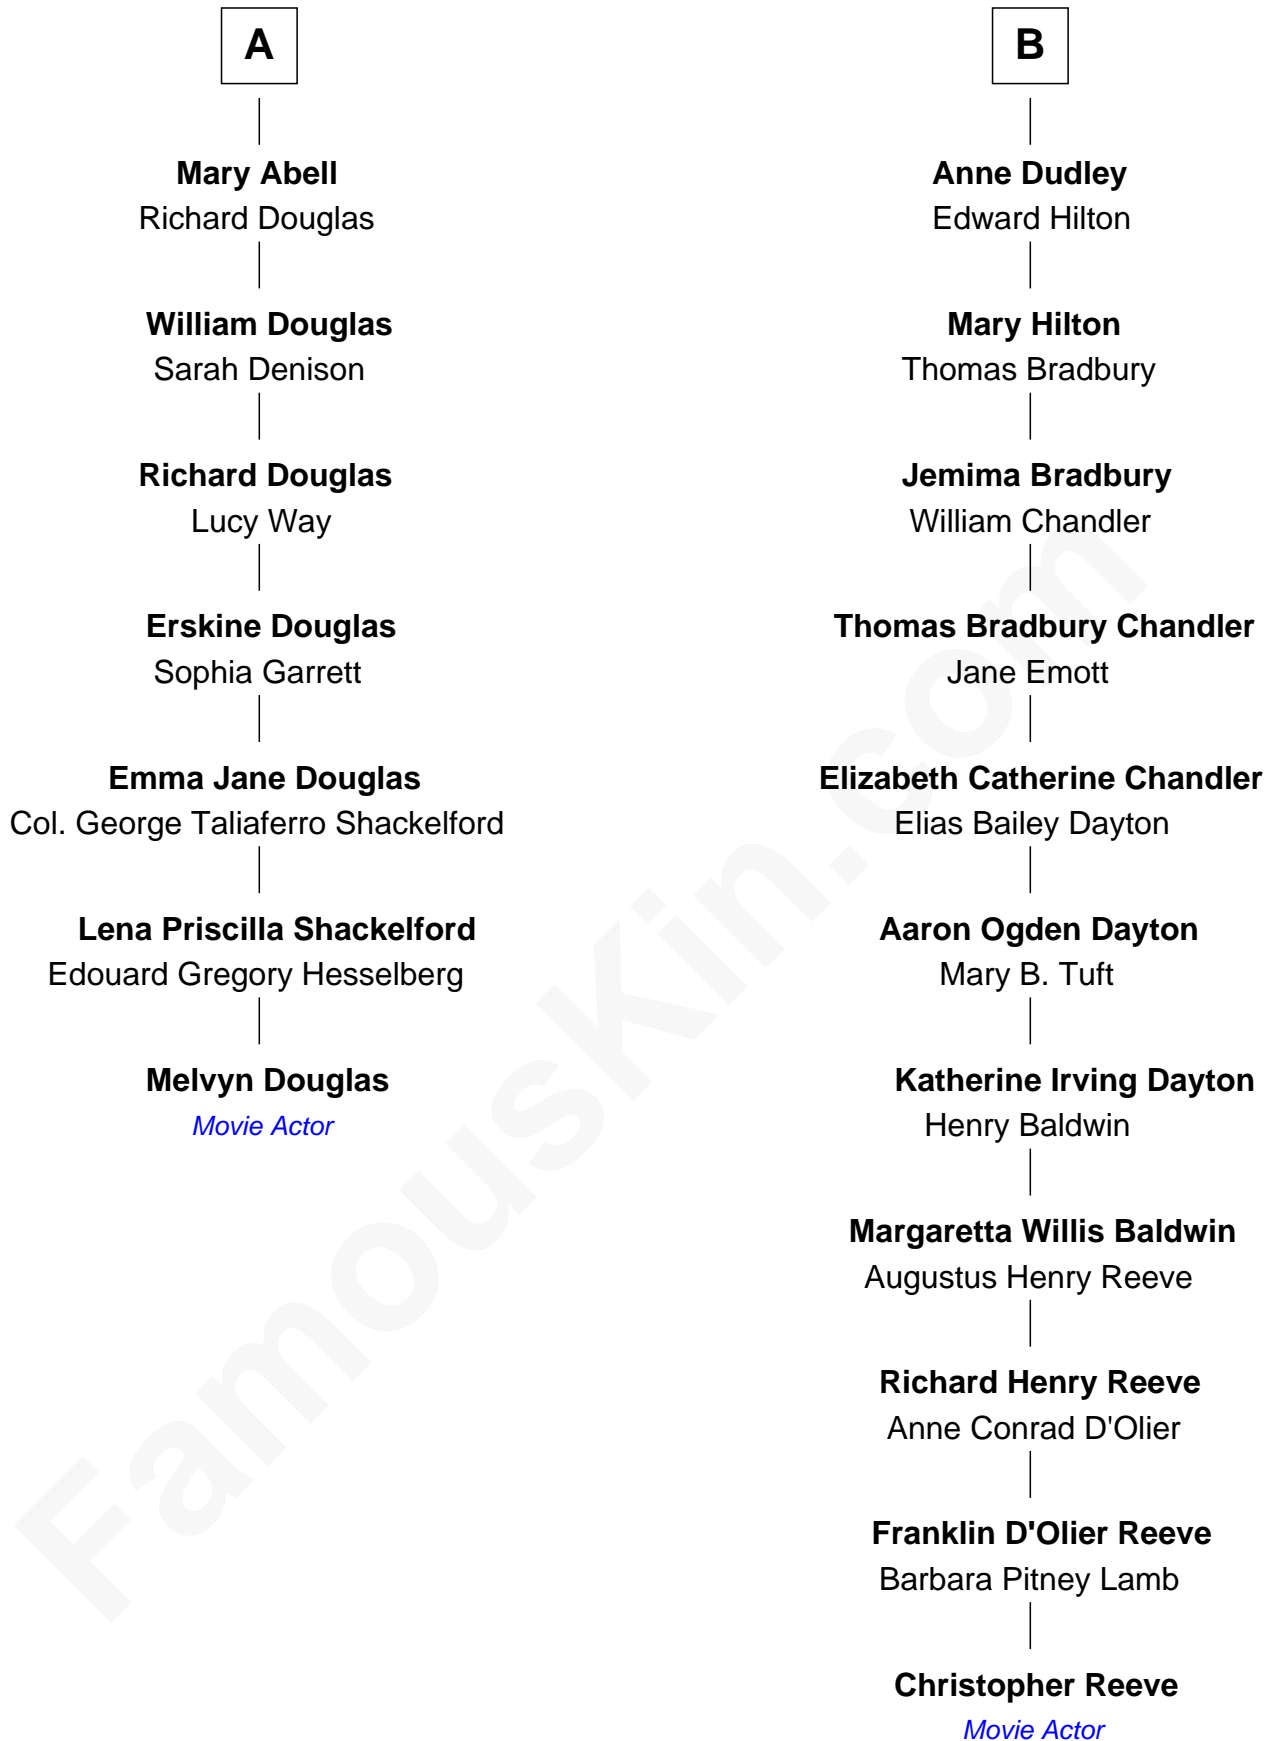 A
Mary Abell
Richard Douglas
William Douglas
Sarah Denison
Richard Douglas
Lucy Way
Erskine Douglas
Sophia Garrett
Emma Jane Douglas
Col. George Taliaferro Shackelford
Lena Priscilla Shackelford
Edouard Gregory Hesselberg
Melvyn Douglas
Movie Actor
B
Anne Dudley
Edward Hilton
Mary Hilton
Thomas Bradbury
Jemima Bradbury
William Chandler
Thomas Bradbury Chandler
Jane Emott
Elizabeth Catherine Chandler
Elias Bailey Dayton
Aaron Ogden Dayton
Mary B. Tuft
Katherine Irving Dayton
Henry Baldwin
Margaretta Willis Baldwin
Augustus Henry Reeve
Richard Henry Reeve
Anne Conrad D'Olier
Franklin D'Olier Reeve
Barbara Pitney Lamb
Christopher Reeve
Movie Actor
FamousKin.com